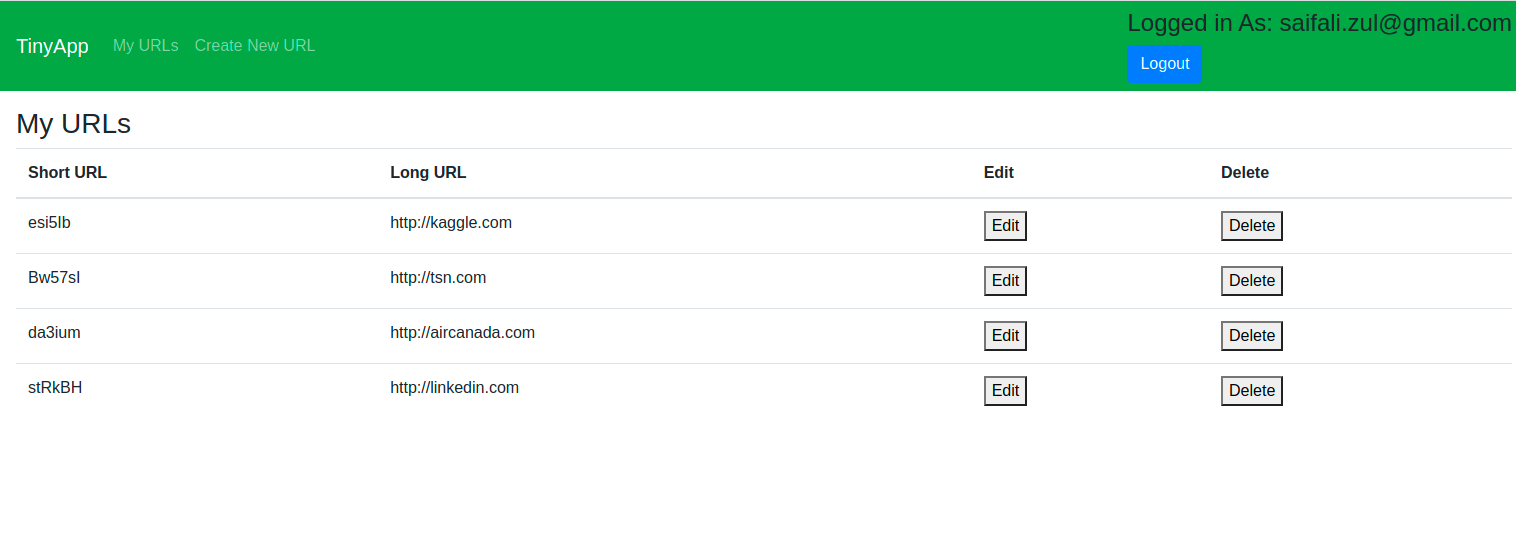 Logged in As: saifali.zul@gmail.com
TinyApp My URLs Create New URL
Logout
My URLs
Short URL Long URL Edit Delete
esi5Ib http://kaggle.com Edit Delete
Bw57sI http://tsn.com Edit Delete
da3ium http://aircanada.com Edit Delete
stRkBH http://linkedin.com Edit Delete